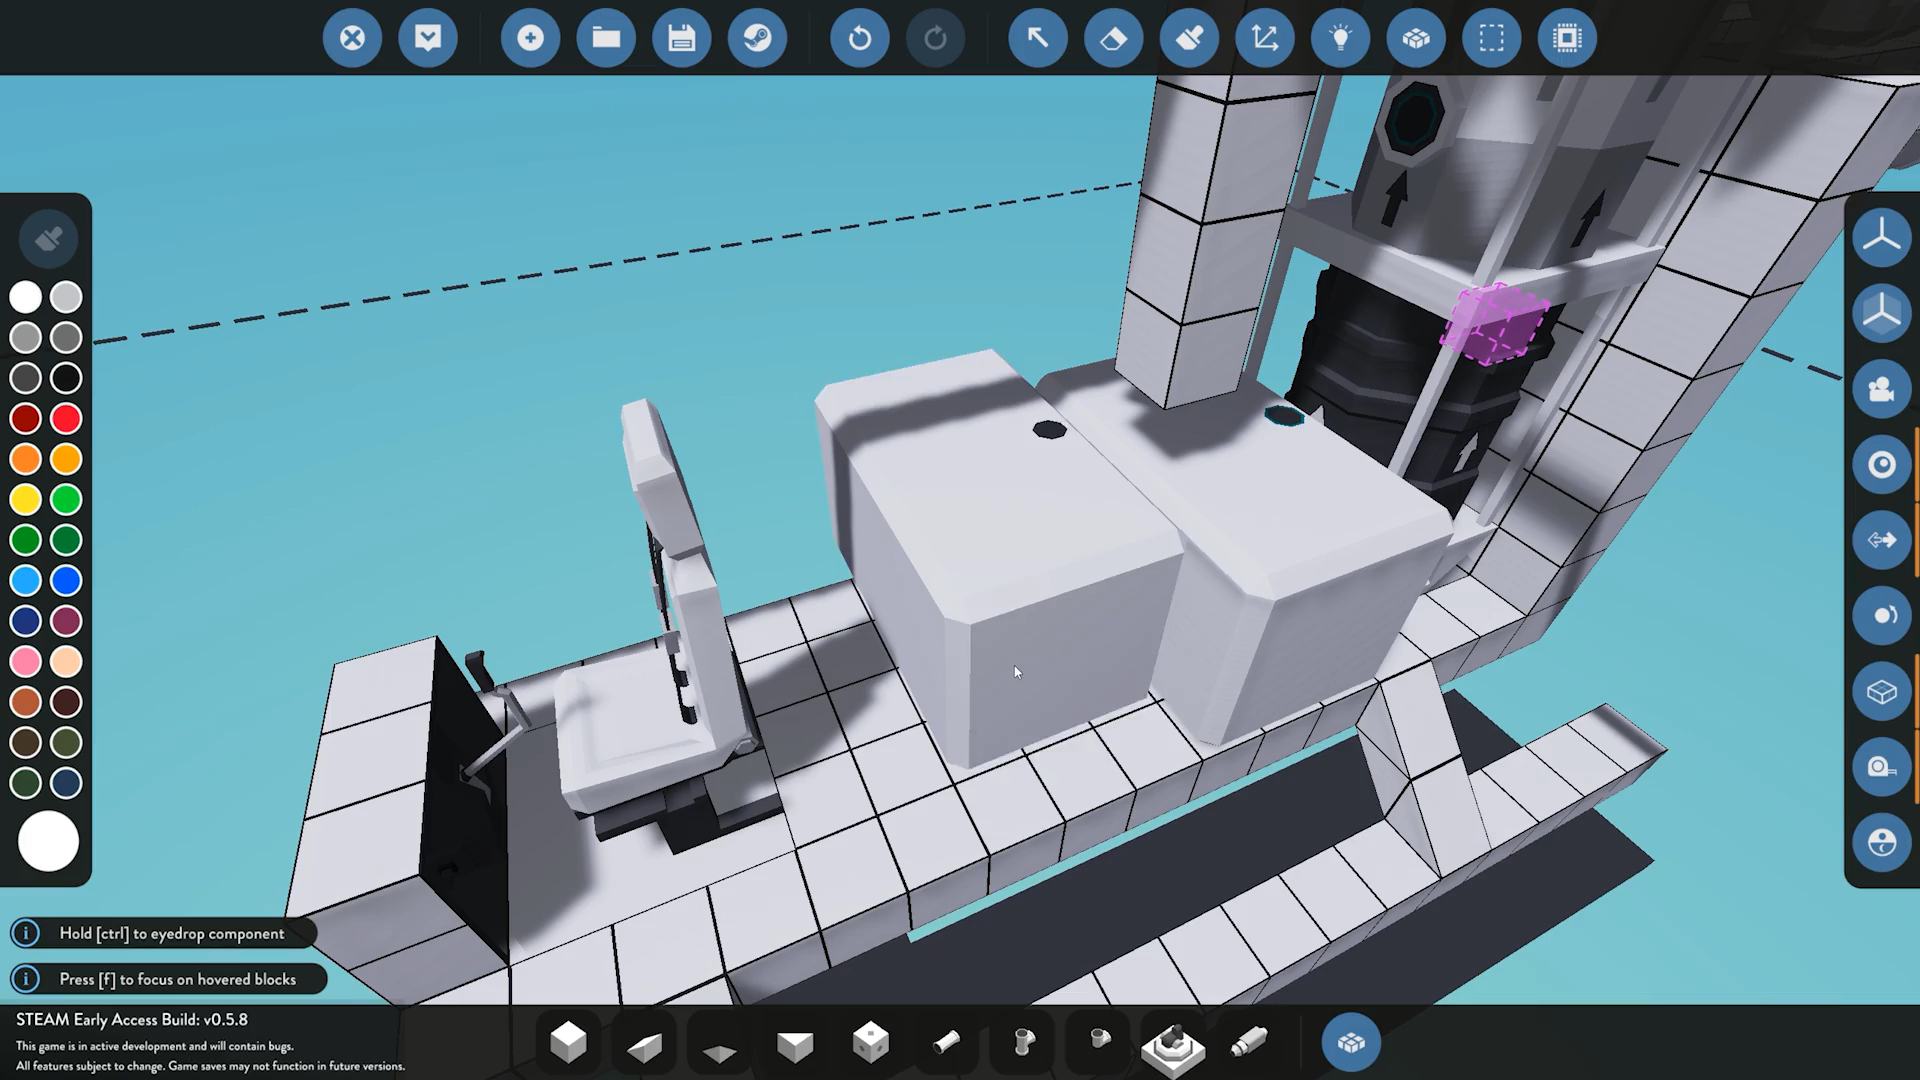 Hold [ctrl] to eyedrop component
Press [f] to focus on hovered blocks
STEAM Early Access Build: v0.5.8
This game is in active development and will contain bugs.
All features subject to change. Game saves may not function in future versions.